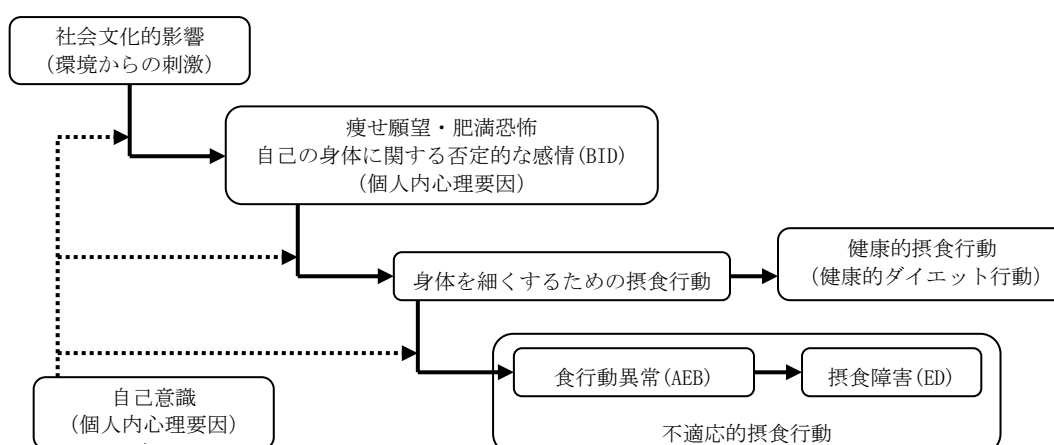 社会文化的影響
(環境からの刺激)
痩せ願望・肥満恐怖
自己の身体に関する否定的な感情(BID)
(個人内心理要因)
身体を細くするための摂食行動
健康的摂食行動
(健康的ダイエット行動)
食行動異常(AEB)
摂食障害(ED)
不適応的摂食行動
自己意識
(個人内心理要因)